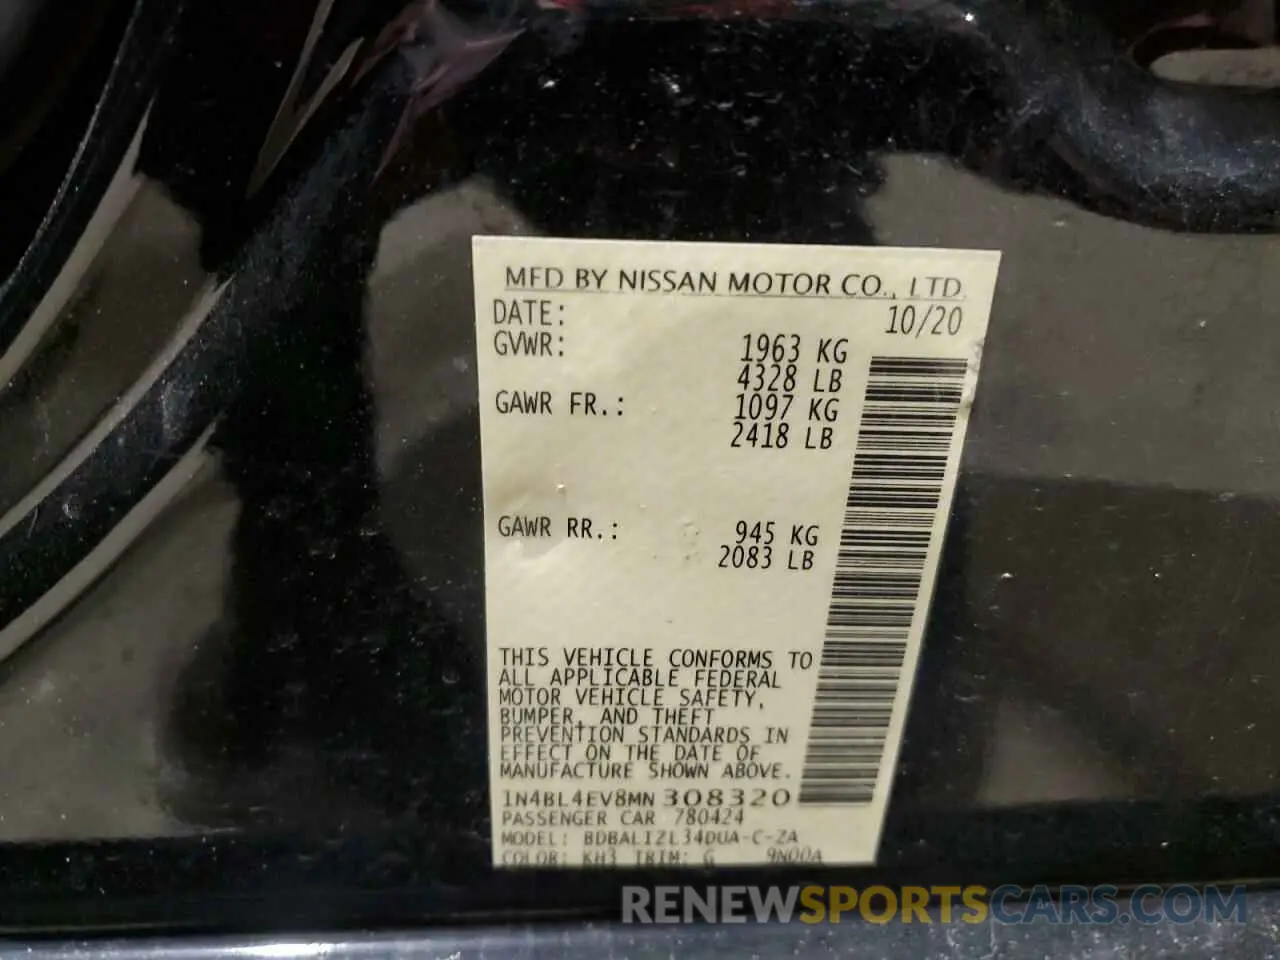 MFD BY NISSAN MOTOR CO., LTD.
DATE: 10/20
GVWR: 1963 KG
4328 LB
GAWR FR.: 1097 KG
2418 LB
GAWR RR.: 945 KG
2083 LB
THIS VEHICLE CONFORMS TO
ALL APPLICABLE FEDERAL
MOTOR VEHICLE SAFETY,
BUMPER, AND THEFT
PREVENTION STANDARDS IN
EFFECT ON THE DATE OF
MANUFACTURE SHOWN ABOVE.
1N4BL4EV8MN308320
PASSENGER CAR 780424
MODEL: BDBALIZL34DUA-C-ZA
COLOR: KH3 TRIM: G 9N00A
RENEWSPORTSCARS.COM